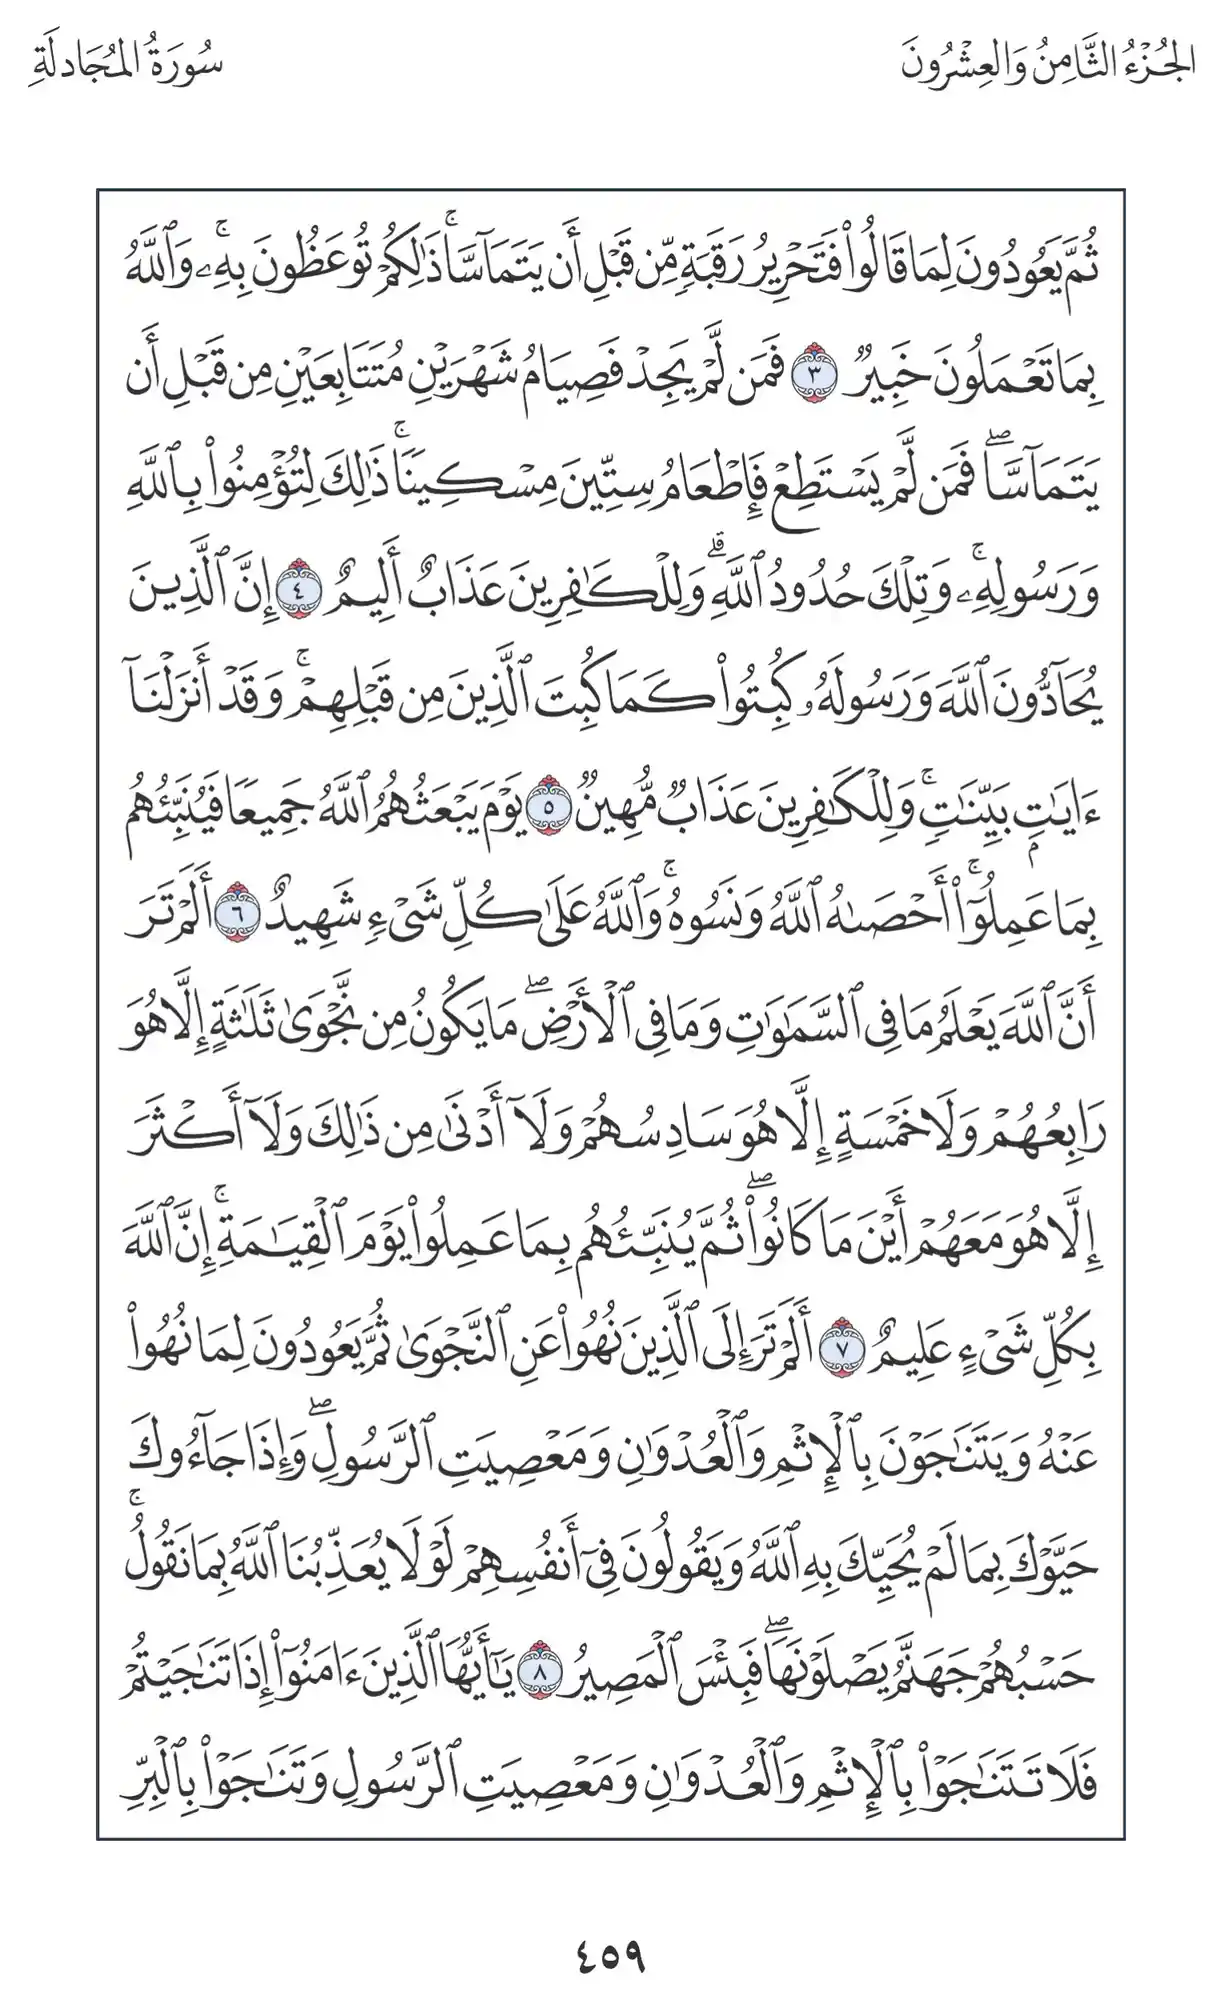 الجُزْءُ الثَّامِنُ وَالعِشْرُونَ
سُورَةُ المُجَادلَةِ
ثُمَّ يَعُودُونَ لِمَا قَالُوا۟ فَتَحْرِيرُ رَقَبَةٍ مِّن قَبْلِ أَن يَتَمَآسَّاۚ ذَٰلِكُمْ تُوعَظُونَ بِهِۦۚ وَٱللَّهُ
بِمَا تَعْمَلُونَ خَبِيرٌ ٣ فَمَن لَّمْ يَجِدْ فَصِيَامُ شَهْرَيْنِ مُتَتَابِعَيْنِ مِن قَبْلِ أَن
يَتَمَآسَّاۖ فَمَن لَّمْ يَسْتَطِعْ فَإِطْعَامُ سِتِّينَ مِسْكِينًاۚ ذَٰلِكَ لِتُؤْمِنُوا۟ بِٱللَّهِ
وَرَسُولِهِۦۚ وَتِلْكَ حُدُودُ ٱللَّهِۗ وَلِلْكَـٰفِرِينَ عَذَابٌ أَلِيمٌ ٤ إِنَّ ٱلَّذِينَ
يُحَآدُّونَ ٱللَّهَ وَرَسُولَهُۥ كُبِتُوا۟ كَمَا كُبِتَ ٱلَّذِينَ مِن قَبْلِهِمْۚ وَقَدْ أَنزَلْنَآ
ءَايَـٰتٍۭ بَيِّنَـٰتٍۚ وَلِلْكَـٰفِرِينَ عَذَابٌ مُّهِينٌ ٥ يَوْمَ يَبْعَثُهُمُ ٱللَّهُ جَمِيعًا فَيُنَبِّئُهُم
بِمَا عَمِلُوٓا۟ۚ أَحْصَىٰهُ ٱللَّهُ وَنَسُوهُۚ وَٱللَّهُ عَلَىٰ كُلِّ شَىْءٍ شَهِيدٌ ٦ أَلَمْ تَرَ
أَنَّ ٱللَّهَ يَعْلَمُ مَا فِى ٱلسَّمَـٰوَٰتِ وَمَا فِى ٱلْأَرْضِۖ مَا يَكُونُ مِن نَّجْوَىٰ ثَلَـٰثَةٍ إِلَّا هُوَ
رَابِعُهُمْ وَلَا خَمْسَةٍ إِلَّا هُوَ سَادِسُهُمْ وَلَآ أَدْنَىٰ مِن ذَٰلِكَ وَلَآ أَكْثَرَ
إِلَّا هُوَ مَعَهُمْ أَيْنَ مَا كَانُوا۟ۖ ثُمَّ يُنَبِّئُهُم بِمَا عَمِلُوا۟ يَوْمَ ٱلْقِيَـٰمَةِۚ إِنَّ ٱللَّهَ
بِكُلِّ شَىْءٍ عَلِيمٌ ٧ أَلَمْ تَرَ إِلَى ٱلَّذِينَ نُهُوا۟ عَنِ ٱلنَّجْوَىٰ ثُمَّ يَعُودُونَ لِمَا نُهُوا۟
عَنْهُ وَيَتَنَـٰجَوْنَ بِٱلْإِثْمِ وَٱلْعُدْوَٰنِ وَمَعْصِيَتِ ٱلرَّسُولِۖ وَإِذَا جَآءُوكَ
حَيَّوْكَ بِمَا لَمْ يُحَيِّكَ بِهِ ٱللَّهُ وَيَقُولُونَ فِىٓ أَنفُسِهِمْ لَوْلَا يُعَذِّبُنَا ٱللَّهُ بِمَا نَقُولُۚ
حَسْبُهُمْ جَهَنَّمُ يَصْلَوْنَهَاۖ فَبِئْسَ ٱلْمَصِيرُ ٨ يَـٰٓأَيُّهَا ٱلَّذِينَ ءَامَنُوٓا۟ إِذَا تَنَـٰجَيْتُمْ
فَلَا تَتَنَـٰجَوْا۟ بِٱلْإِثْمِ وَٱلْعُدْوَٰنِ وَمَعْصِيَتِ ٱلرَّسُولِ وَتَنَـٰجَوْا۟ بِٱلْبِرِّ
٤٥٩